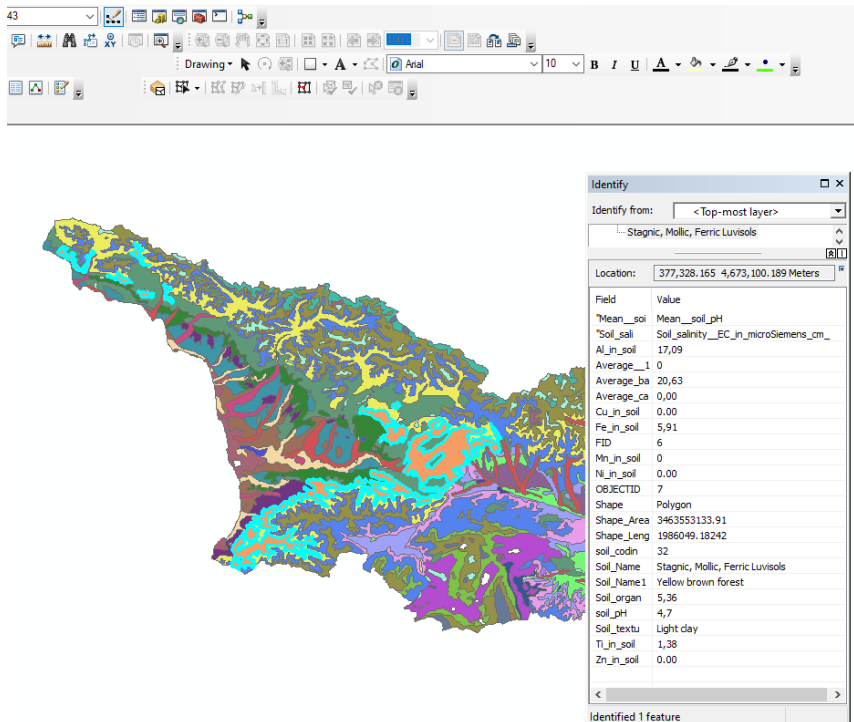 43
XY
100%
Drawing A Arial 10 B I U A
Identify
Identify from: <Top-most layer>
Stagnic, Mollic, Ferric Luvisols
Location: 377,328.165 4,673,100.189 Meters
Field Value
"Mean__soi Mean__soil_pH
"Soil_sali Soil_salinity__EC_in_microSiemens_cm_
Al_in_soil 17,09
Average__1 0
Average_ba 20,63
Average_ca 0,00
Cu_in_soil 0.00
Fe_in_soil 5,91
FID 6
Mn_in_soil 0
Ni_in_soil 0.00
OBJECTID 7
Shape Polygon
Shape_Area 3463553133.91
Shape_Leng 1986049.18242
soil_codin 32
Soil_Name Stagnic, Mollic, Ferric Luvisols
Soil_Name1 Yellow brown forest
Soil_organ 5,36
soil_pH 4,7
Soil_textu Light clay
Ti_in_soil 1,38
Zn_in_soil 0.00
Identified 1 feature